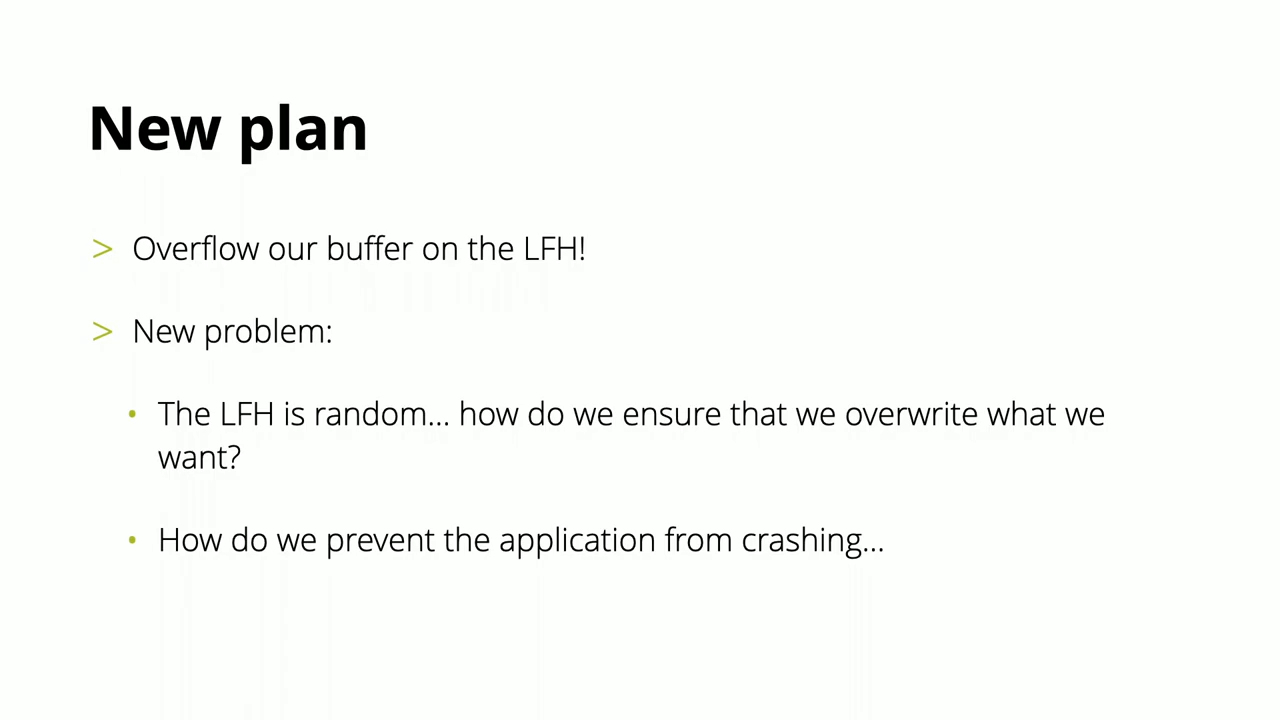 New plan
> Overflow our buffer on the LFH!
> New problem:
• The LFH is random... how do we ensure that we overwrite what we
want?
• How do we prevent the application from crashing...